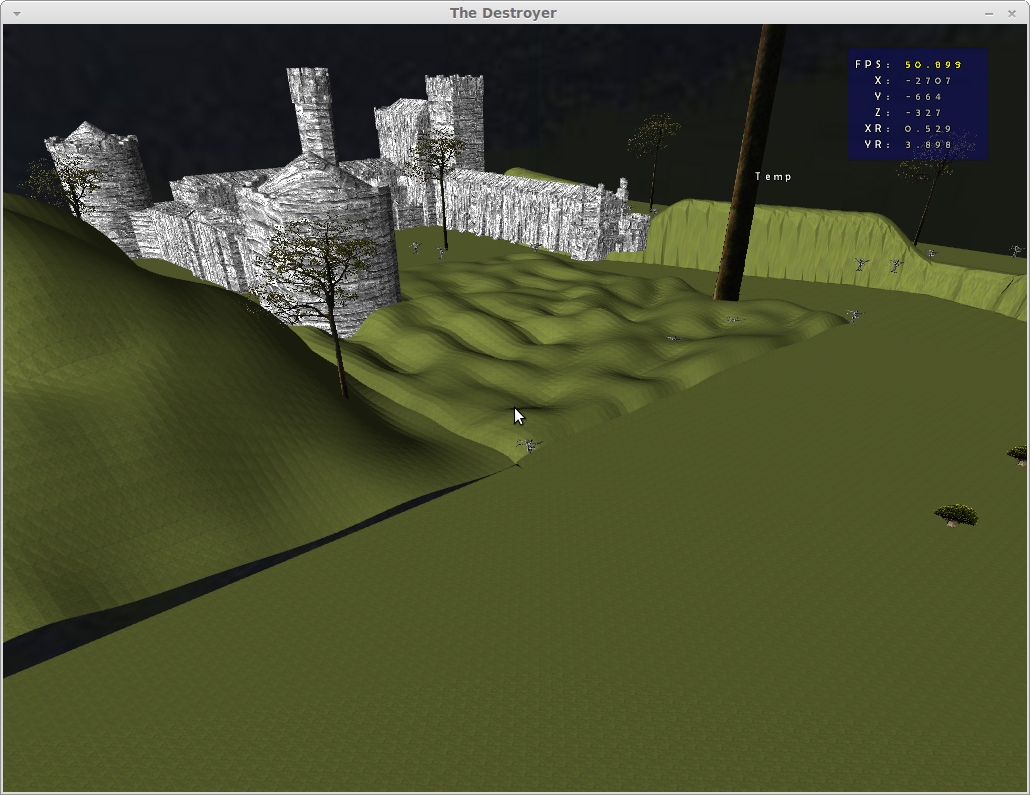 The Destroyer
FPS: 50.899
X: -2707
Y: -664
Z: -327
XR: 0.529
YR: 3.898
Temp